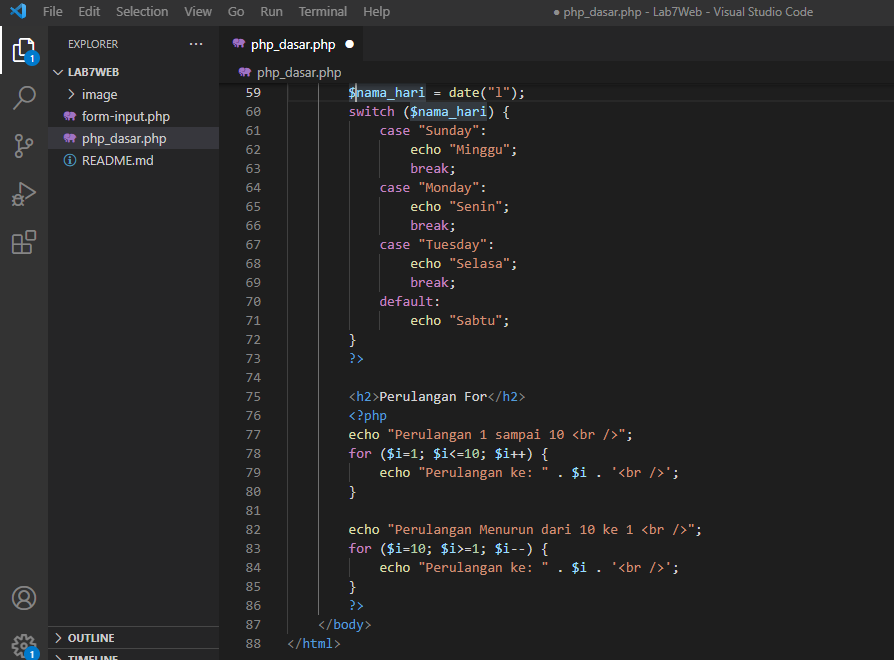 File Edit Selection View Go Run Terminal Help ● php_dasar.php - Lab7Web - Visual Studio Code
EXPLORER ···
php_dasar.php ●
LAB7WEB
php_dasar.php
image
form-input.php
php_dasar.php
README.md
59 $nama_hari = date("l");
60 switch ($nama_hari) {
61 case "Sunday":
62 echo "Minggu";
63 break;
64 case "Monday":
65 echo "Senin";
66 break;
67 case "Tuesday":
68 echo "Selasa";
69 break;
70 default:
71 echo "Sabtu";
72 }
73 ?>
74
75 <h2>Perulangan For</h2>
76 <?php
77 echo "Perulangan 1 sampai 10 <br />";
78 for ($i=1; $i<=10; $i++) {
79 echo "Perulangan ke: " . $i . '<br />';
80 }
81
82 echo "Perulangan Menurun dari 10 ke 1 <br />";
83 for ($i=10; $i>=1; $i--) {
84 echo "Perulangan ke: " . $i . '<br />';
85 }
86 ?>
87 </body>
88 </html>
1
1
OUTLINE
TIMELINE